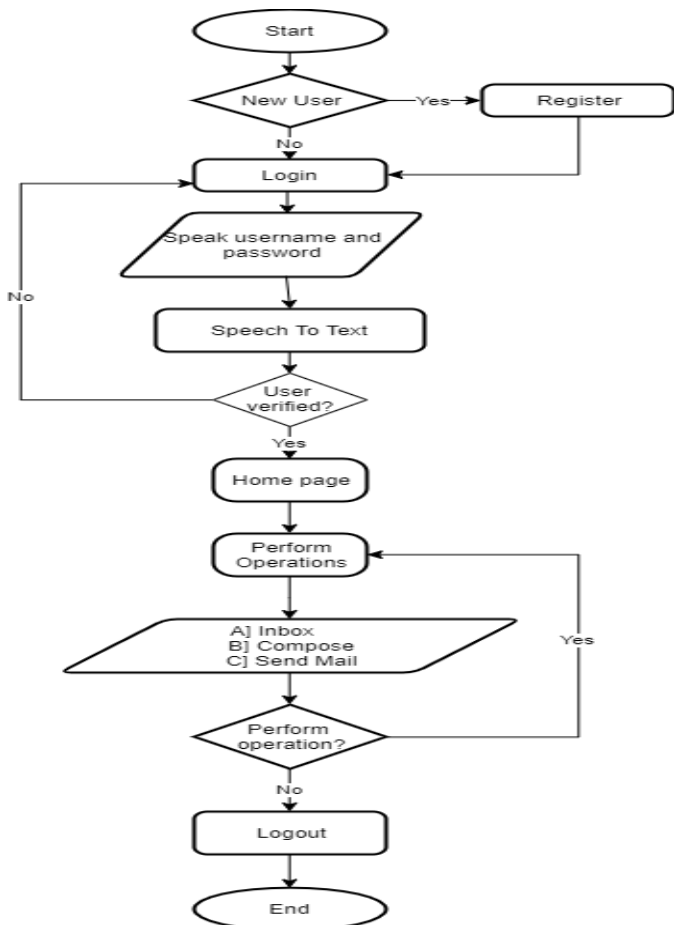 Start
New User
Yes
Register
No
Login
Speak username and
password
No
Speech To Text
User
verified?
Yes
Home page
Perform
Operations
A] Inbox
B] Compose
C] Send Mail
Yes
Perform
operation?
No
Logout
End